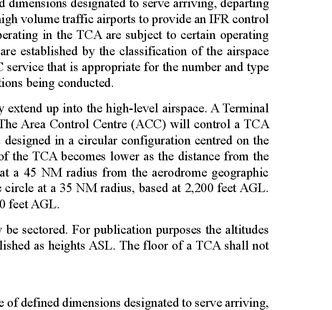 d dimensions designated to serve arriving, departing
igh volume traffic airports to provide an IFR control
erating in the TCA are subject to certain operating
are established by the classification of the airspace
C service that is appropriate for the number and type
tions being conducted.
y extend up into the high-level airspace. A Terminal
The Area Control Centre (ACC) will control a TCA
designed in a circular configuration centred on the
of the TCA becomes lower as the distance from the
at a 45 NM radius from the aerodrome geographic
circle at a 35 NM radius, based at 2,200 feet AGL.
0 feet AGL.
be sectored. For publication purposes the altitudes
lished as heights ASL. The floor of a TCA shall not
e of defined dimensions designated to serve arriving,